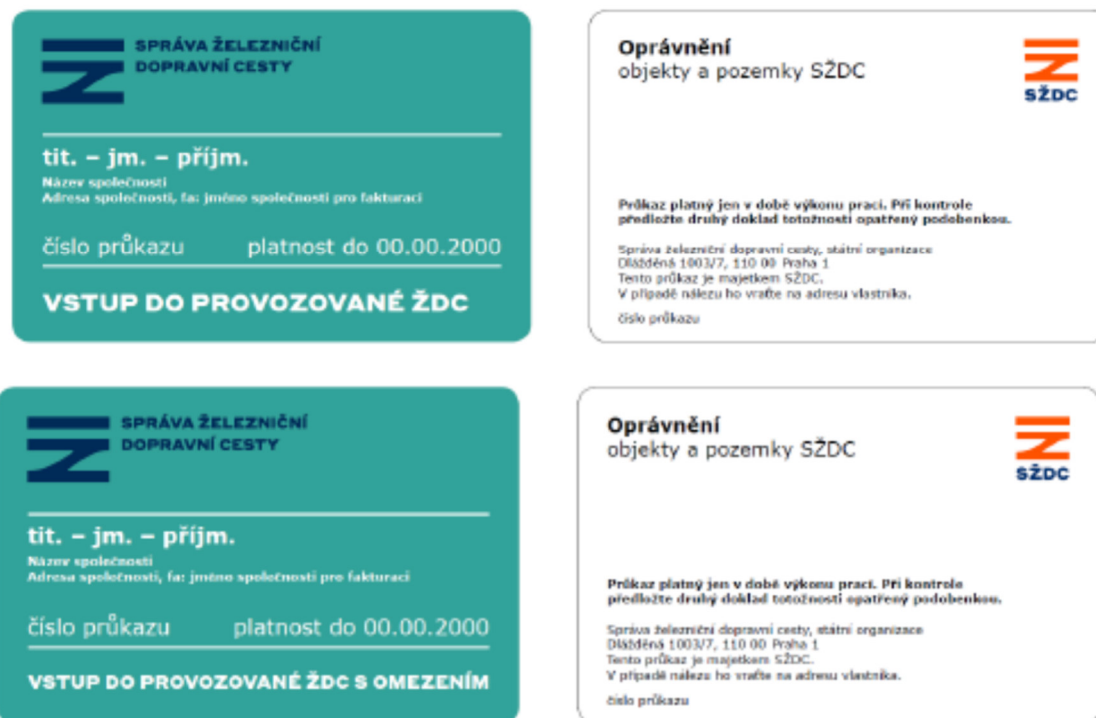 SPRÁVA ŽELEZNIČNÍ
DOPRAVNÍ CESTY
tit. – jm. – příjm.
Název společnosti
Adresa společnosti, fa: jméno společnosti pro fakturaci
číslo průkazu platnost do 00.00.2000
VSTUP DO PROVOZOVANÉ ŽDC
Oprávnění
objekty a pozemky SŽDC
SŽDC
Průkaz platný jen v době výkonu prací. Při kontrole
předložte druhý doklad totožnosti opatřený podobenkou.
Správa železniční dopravní cesty, státní organizace
Dlážděná 1003/7, 110 00 Praha 1
Tento průkaz je majetkem SŽDC.
V případě nálezu ho vraťte na adresu vlastníka.
číslo průkazu
SPRÁVA ŽELEZNIČNÍ
DOPRAVNÍ CESTY
tit. – jm. – příjm.
Název společnosti
Adresa společnosti, fa: jméno společnosti pro fakturaci
číslo průkazu platnost do 00.00.2000
VSTUP DO PROVOZOVANÉ ŽDC S OMEZENÍM
Oprávnění
objekty a pozemky SŽDC
SŽDC
Průkaz platný jen v době výkonu prací. Při kontrole
předložte druhý doklad totožnosti opatřený podobenkou.
Správa železniční dopravní cesty, státní organizace
Dlážděná 1003/7, 110 00 Praha 1
Tento průkaz je majetkem SŽDC.
V případě nálezu ho vraťte na adresu vlastníka.
číslo průkazu